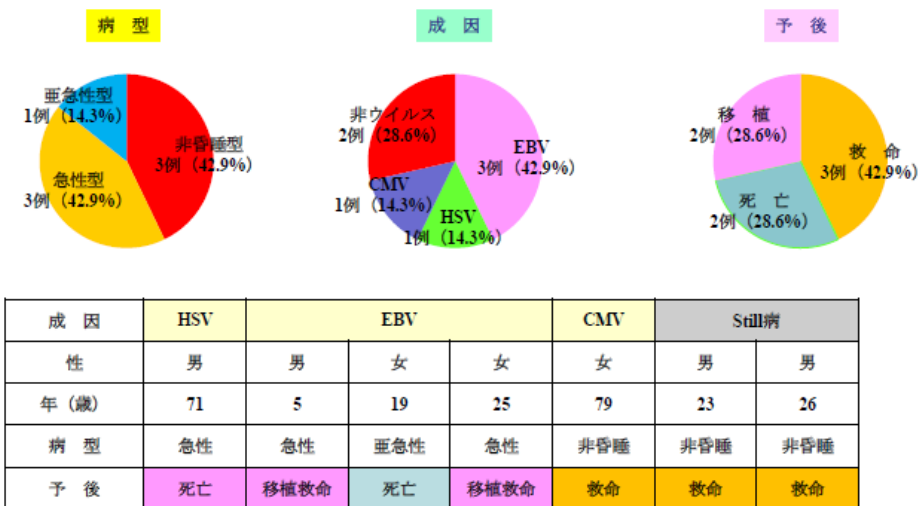 病 型
成 因
予 後
亜急性型
1例（14.3%）
非昏睡型
3例（42.9%）
急性型
3例（42.9%）
非ウイルス
2例（28.6%）
EBV
3例（42.9%）
CMV
1例（14.3%）
HSV
1例（14.3%）
移 植
2例（28.6%）
救 命
3例（42.9%）
死 亡
2例（28.6%）
成 因 HSV EBV CMV Still病
性 男 男 女 女 女 男 男
年（歳） 71 5 19 25 79 23 26
病 型 急性 急性 亜急性 急性 非昏睡 非昏睡 非昏睡
予 後 死亡 移植救命 死亡 移植救命 救命 救命 救命